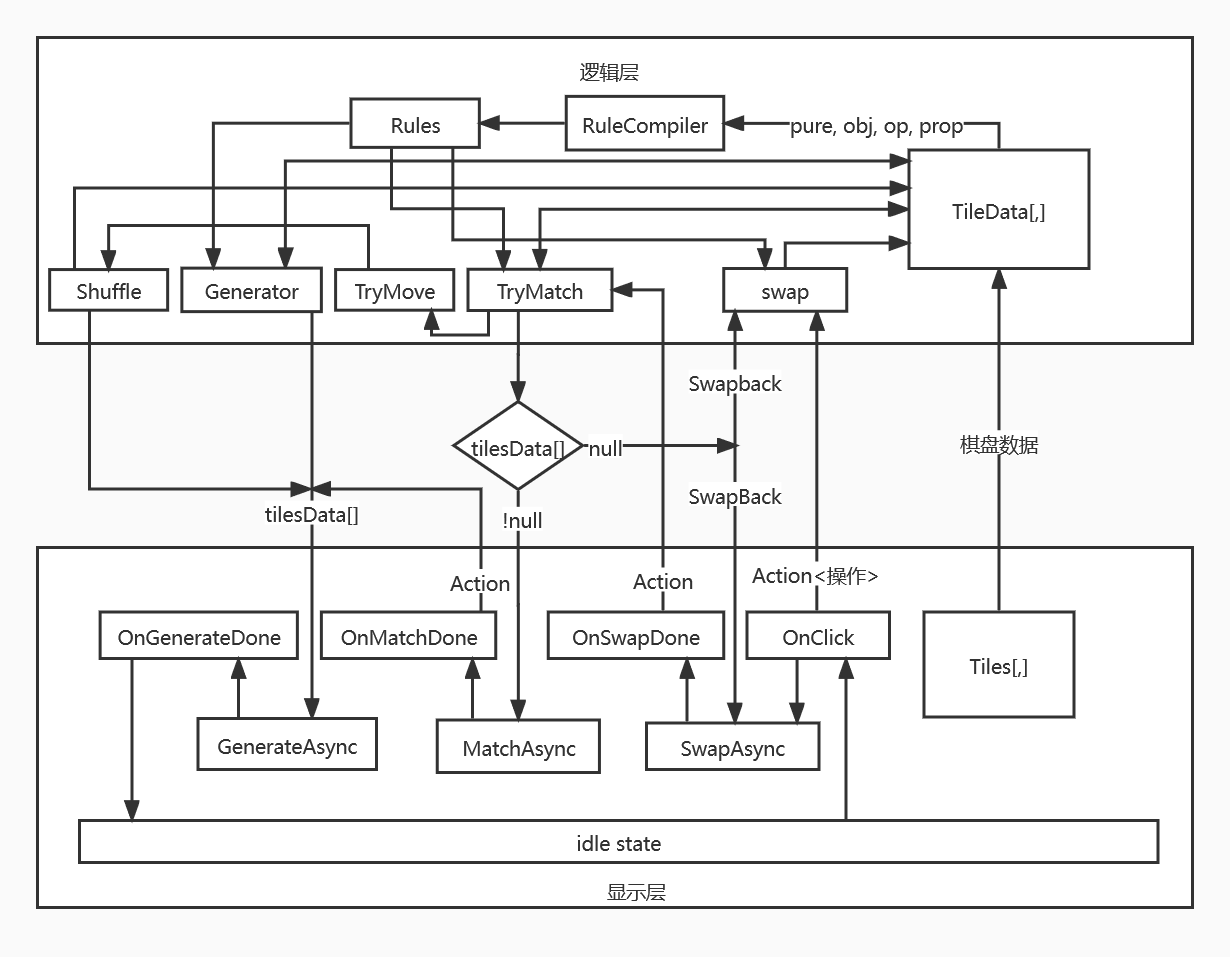 逻辑层
Rules
RuleCompiler
pure, obj, op, prop
TileData[,]
Shuffle
Generator
TryMove
TryMatch
swap
Swapback
tilesData[]
null
棋盘数据
SwapBack
tilesData[]
!null
Action
Action
Action<操作>
OnGenerateDone
OnMatchDone
OnSwapDone
OnClick
Tiles[,]
GenerateAsync
MatchAsync
SwapAsync
idle state
显示层